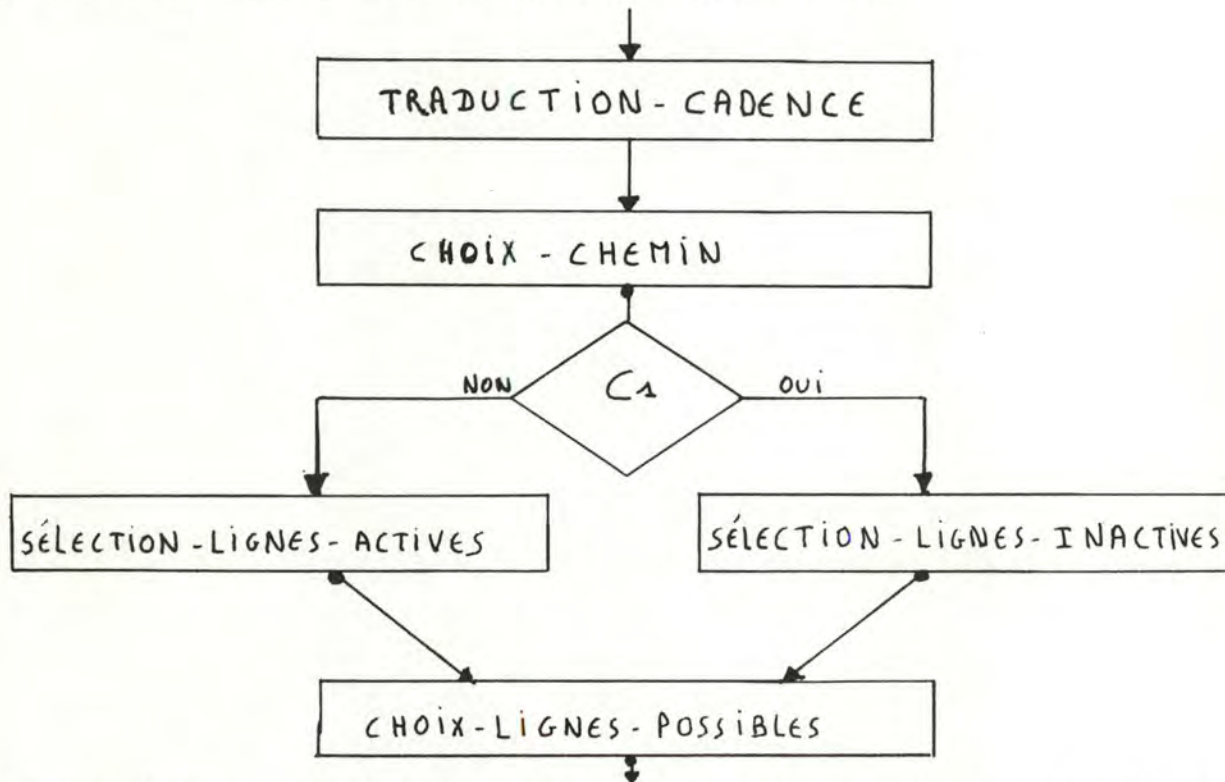 TRADUCTION - CADENCE
CHOIX - CHEMIN
NON
C1
OUI
SÉLECTION - LIGNES - ACTIVES
SÉLECTION - LIGNES - INACTIVES
CHOIX - LIGNES - POSSIBLES